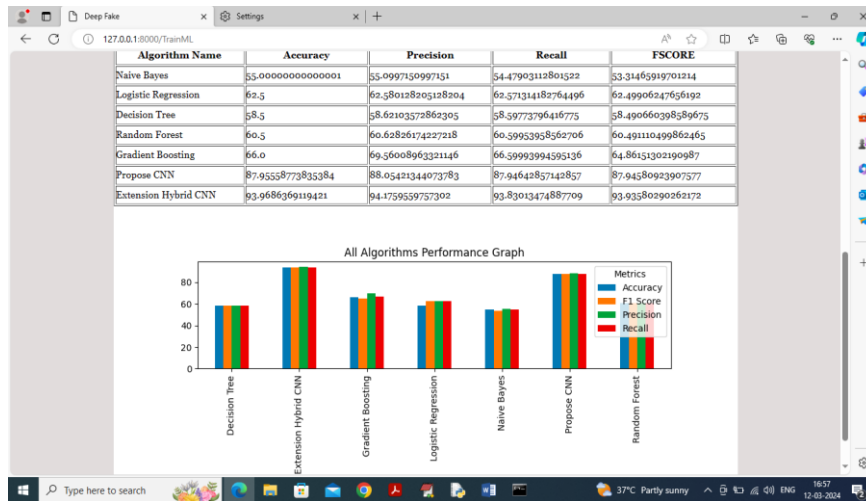 Deep Fake
Settings
127.0.0.1:8000/TrainML
Algorithm Name Accuracy Precision Recall FSCORE
Naive Bayes 55.00000000000001 55.0997150997151 54.47903112801522 53.31465919701214
Logistic Regression 62.5 62.580128205128204 62.571314182764496 62.49906247656192
Decision Tree 58.5 58.62103572862305 58.59773796416775 58.490660398589675
Random Forest 60.5 60.62826174227218 60.59953958562706 60.491110499862465
Gradient Boosting 66.0 69.56008963321146 66.59993994595136 64.86151302190987
Propose CNN 87.95558773835384 88.05421344073783 87.94642857142857 87.94580923907577
Extension Hybrid CNN 93.9686369119421 94.1759559757302 93.83013474887709 93.93580290262172
All Algorithms Performance Graph
Metrics
Accuracy
F1 Score
Precision
Recall
80
60
40
20
0
Decision Tree
Extension Hybrid CNN
Gradient Boosting
Logistic Regression
Naive Bayes
Propose CNN
Random Forest
Type here to search
37°C Partly sunny
ENG
16:57
12-03-2024